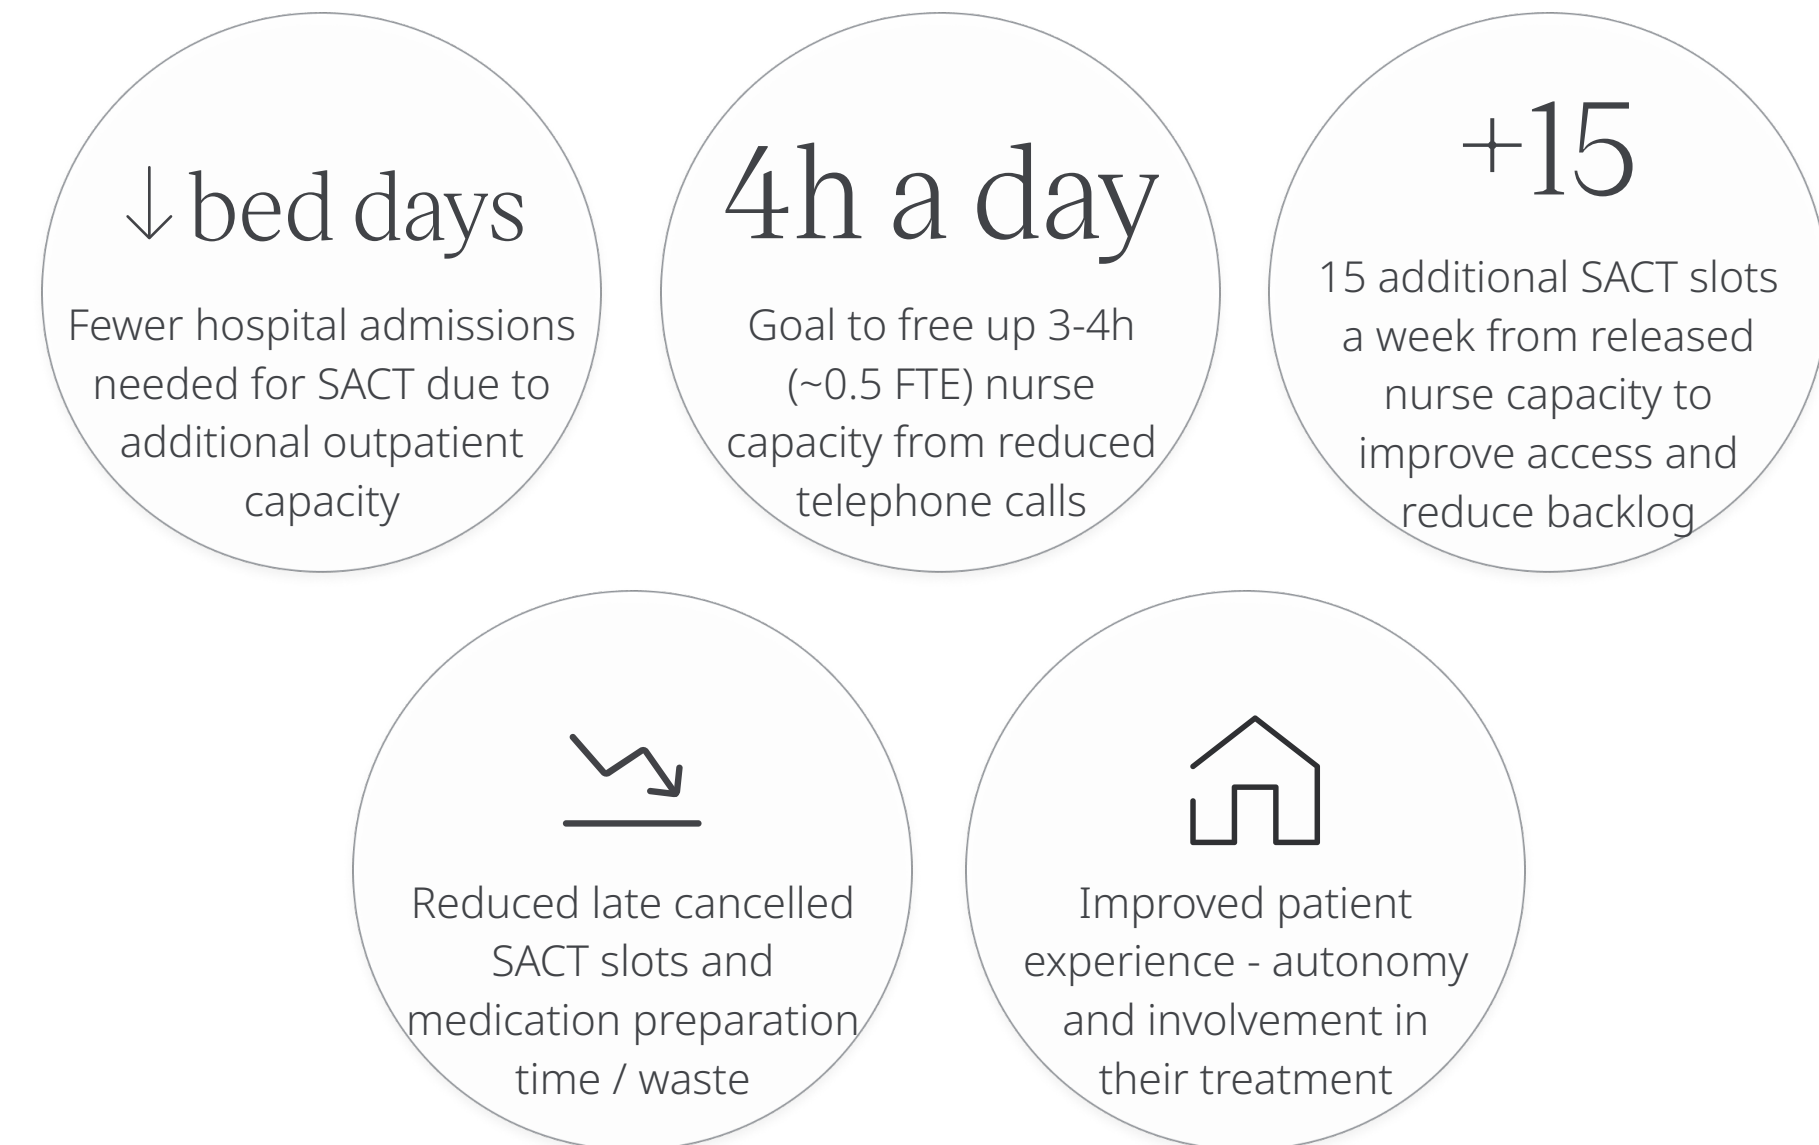 ↓ bed days
Fewer hospital admissions
needed for SACT due to
additional outpatient
capacity
4h a day
Goal to free up 3-4h
(~0.5 FTE) nurse
capacity from reduced
telephone calls
+15
15 additional SACT slots
a week from released
nurse capacity to
improve access and
reduce backlog
Reduced late cancelled
SACT slots and
medication preparation
time / waste
Improved patient
experience - autonomy
and involvement in
their treatment